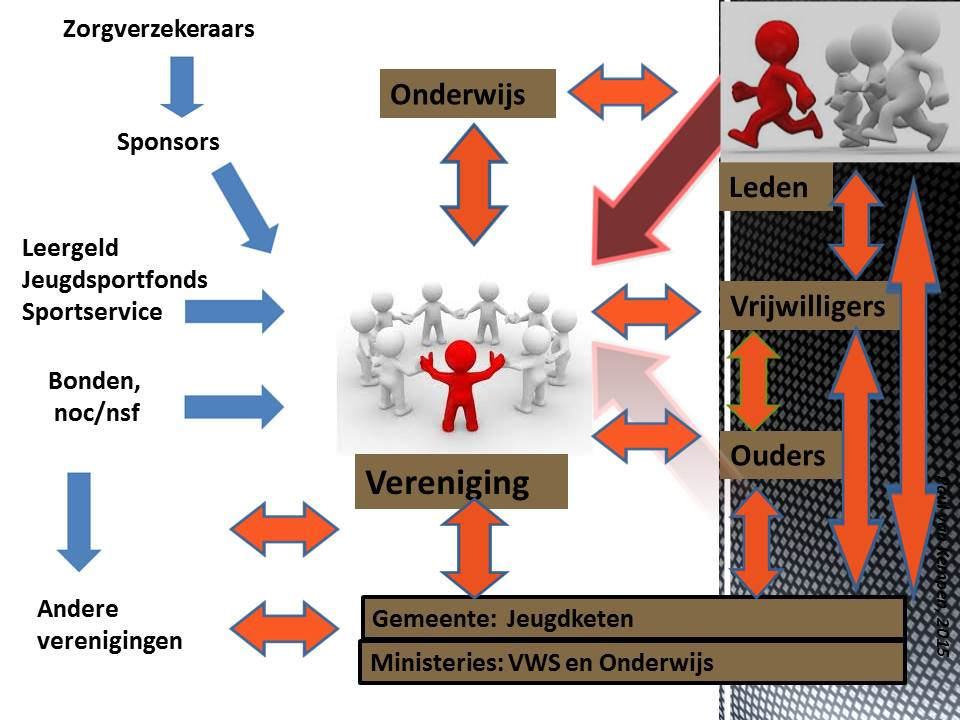 Zorgverzekeraars
Sponsors
Leergeld
Jeugdsportfonds
Sportservice
Bonden,
noc/nsf
Andere
verenigingen
Onderwijs
Vereniging
Leden
Vrijwilligers
Ouders
Gemeente: Jeugdketen
Ministeries: VWS en Onderwijs
2015